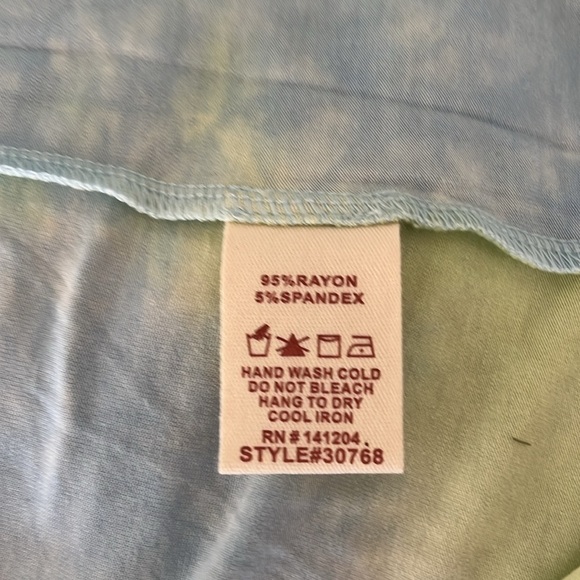 95%RAYON
5%SPANDEX
HAND WASH COLD
DO NOT BLEACH
HANG TO DRY
COOL IRON
RN#141204.
STYLE#30768